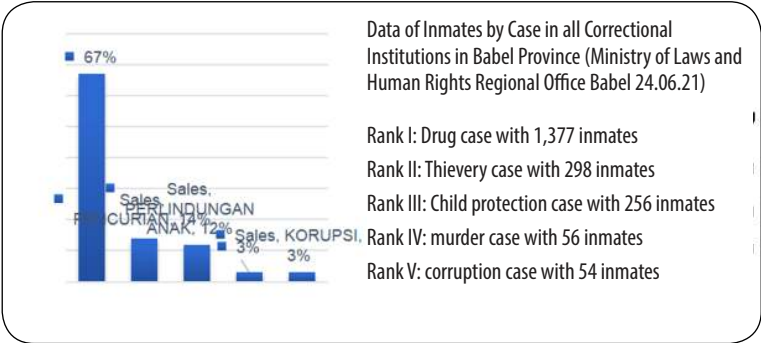 67%
Sales,
PENCURIAN, 14%
Sales,
PERLINDUNGAN
ANAK, 12%
3%
Sales, KORUPSI,
3%
Data of Inmates by Case in all Correctional
Institutions in Babel Province (Ministry of Laws and
Human Rights Regional Office Babel 24.06.21)
Rank I: Drug case with 1,377 inmates
Rank II: Thievery case with 298 inmates
Rank III: Child protection case with 256 inmates
Rank IV: murder case with 56 inmates
Rank V: corruption case with 54 inmates